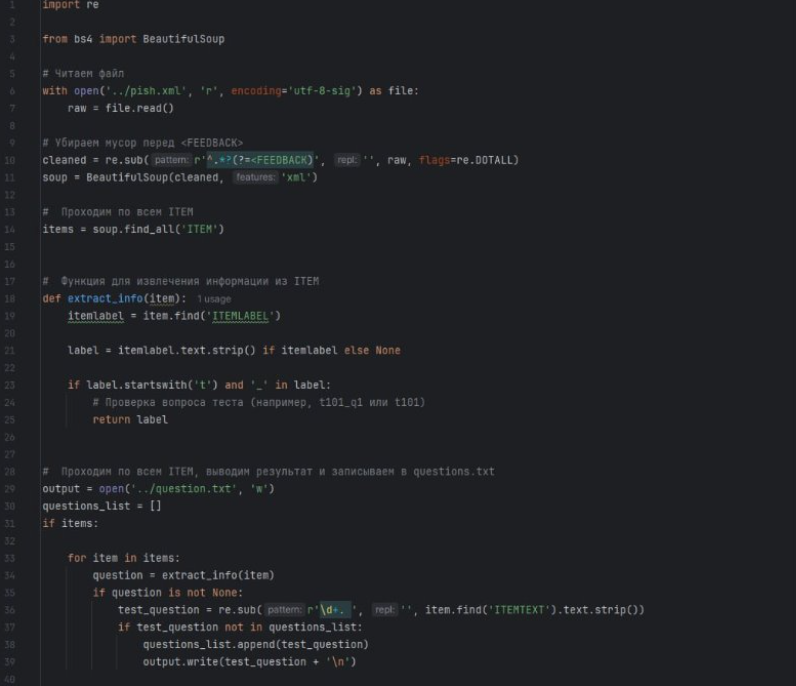 1 import re
2
3 from bs4 import BeautifulSoup
4
5 # Читаем файл
6 with open('../pish.xml', 'r', encoding='utf-8-sig') as file:
7 raw = file.read()
8
9 # Убираем мусор перед <FEEDBACK>
10 cleaned = re.sub( pattern: r'^.*?(?=<FEEDBACK)', repl: '', raw, flags=re.DOTALL)
11 soup = BeautifulSoup(cleaned, features: 'xml')
12
13 # Проходим по всем ITEM
14 items = soup.find_all('ITEM')
15
16
17 # Функция для извлечения информации из ITEM
18 def extract_info(item): 1 usage
19 itemlabel = item.find('ITEMLABEL')
20
21 label = itemlabel.text.strip() if itemlabel else None
22
23 if label.startswith('t') and '_' in label:
24 # Проверка вопроса теста (например, t101_q1 или t101)
25 return label
26
27
28 # Проходим по всем ITEM, выводим результат и записываем в questions.txt
29 output = open('../question.txt', 'w')
30 questions_list = []
31 if items:
32
33 for item in items:
34 question = extract_info(item)
35 if question is not None:
36 test_question = re.sub( pattern: r'\d+. ', repl: '', item.find('ITEMTEXT').text.strip())
37 if test_question not in questions_list:
38 questions_list.append(test_question)
39 output.write(test_question + '\n')
40